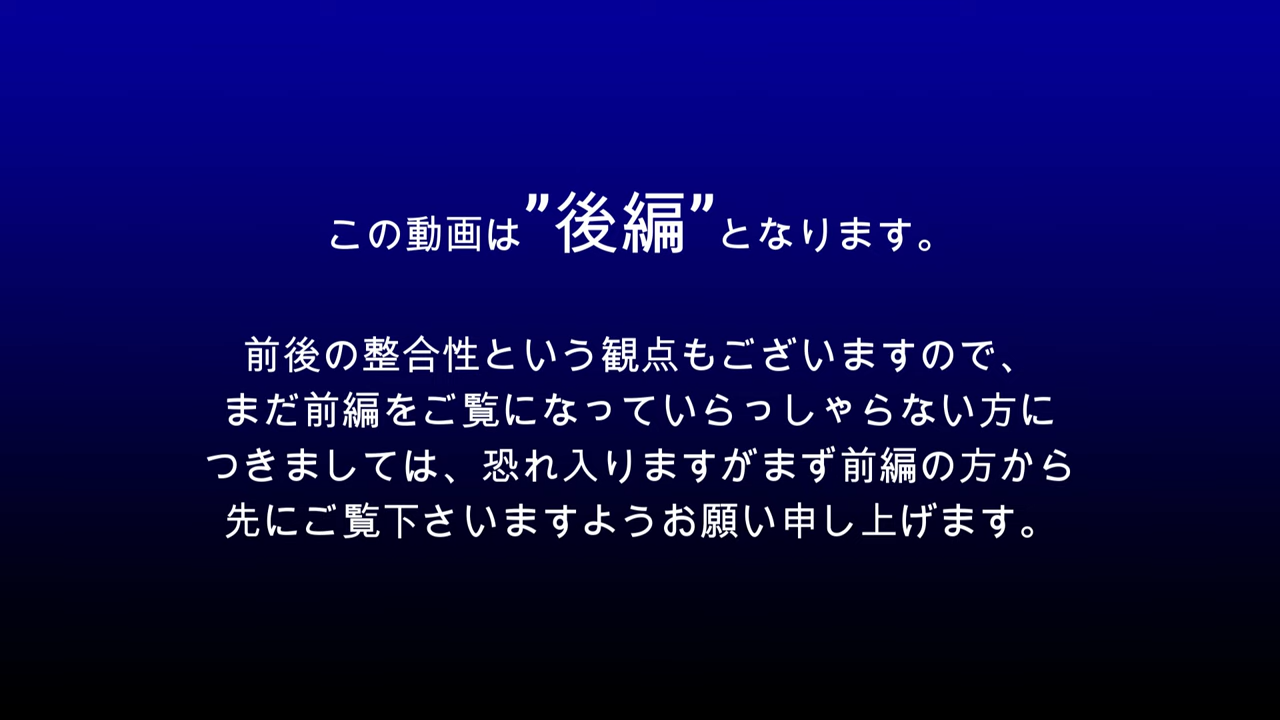 この動画は”後編”となります。
前後の整合性という観点もございますので、
まだ前編をご覧になっていらっしゃらない方に
つきましては、恐れ入りますがまず前編の方から
先にご覧下さいますようお願い申し上げます。